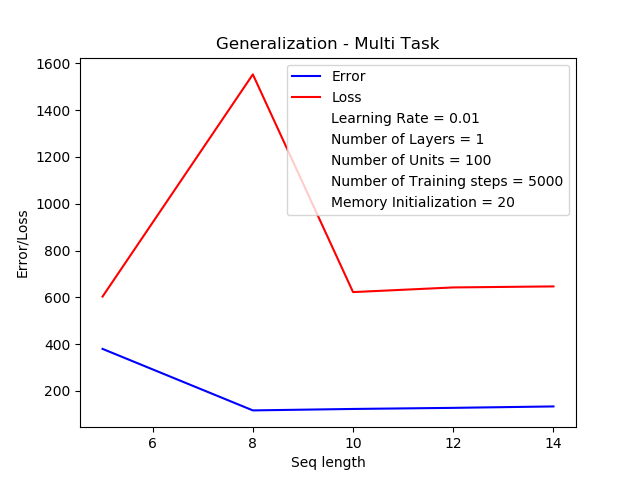 Generalization - Multi Task
Error
Loss
Learning Rate = 0.01
Number of Layers = 1
Number of Units = 100
Number of Training steps = 5000
Memory Initialization = 20
Error/Loss
1600
1400
1200
1000
800
600
400
200
6 8 10 12 14
Seq length